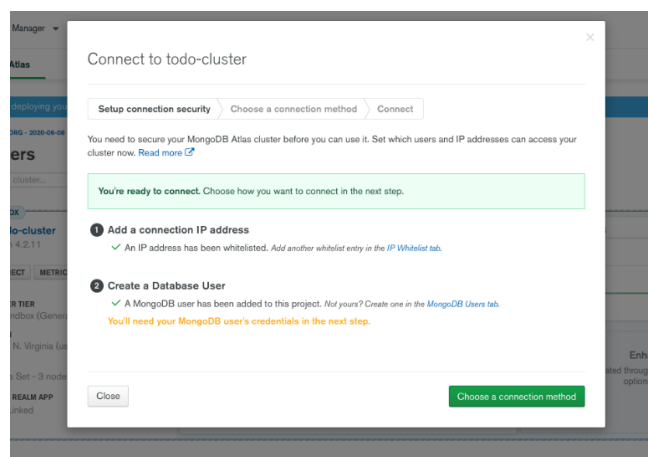 Manager
Atlas
deploying you
ORG - 2020-06-06
ers
cluster...
OX
do-cluster
4.2.11
ECT METRIC
R TIER
ndbox (Genera
N. Virginia (us
Set - 3 node
REALM APP
inked
Enh
ated throug
option
×
Connect to todo-cluster
Setup connection security Choose a connection method Connect
You need to secure your MongoDB Atlas cluster before you can use it. Set which users and IP addresses can access your
cluster now. Read more
You're ready to connect. Choose how you want to connect in the next step.
1 Add a connection IP address
✓ An IP address has been whitelisted. Add another whitelist entry in the IP Whitelist tab.
2 Create a Database User
✓ A MongoDB user has been added to this project. Not yours? Create one in the MongoDB Users tab.
You'll need your MongoDB user's credentials in the next step.
Close Choose a connection method